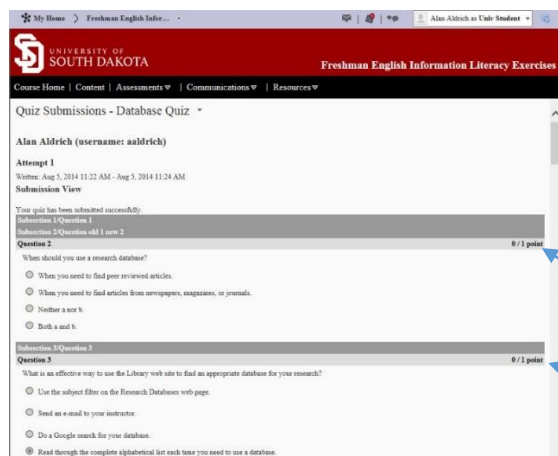 My Home > Freshman English Infor...
Alan Aldrich as Univ Student
UNIVERSITY OF
SOUTH DAKOTA
Freshman English Information Literacy Exercises
Course Home | Content | Assessments | Communications | Resources
Quiz Submissions - Database Quiz
Alan Aldrich (username: aaldrich)
Attempt 1
Written: Aug 5, 2014 11:22 AM - Aug 5, 2014 11:24 AM
Submission View
Your quiz has been submitted successfully.
Subsection 1/Question 1
Subsection 2/Question old 1 new 2
Question 2 0 / 1 point
When should you use a research database?
When you need to find peer reviewed articles.
When you need to find articles from newspapers, magazines, or journals.
Neither a nor b.
Both a and b.
Subsection 3/Question 3
Question 3 0 / 1 point
What is an effective way to use the Library web site to find an appropriate database for your research?
Use the subject filter on the Research Databases web page.
Send an e-mail to your instructor.
Do a Google search for your database.
Read through the complete alphabetical list each time you need to use a database.